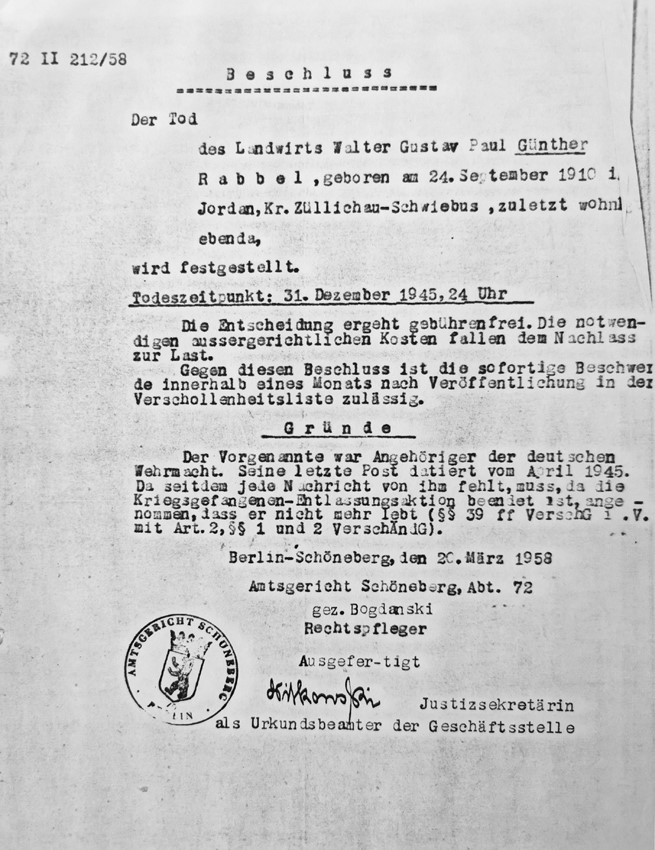 72 II 212/58
Beschluss
Der Tod
des Landwirts Walter Gustav Paul Günther
Rabbel, geboren am 24. September 1910 i
Jordan, Kr. Züllichau-Schwiebus, zuletzt wohn
ebenda,
wird festgestellt.
Todeszeitpunkt: 31. Dezember 1945, 24 Uhr
Die Entscheidung ergeht gebührenfrei. Die notwen-
digen aussergerichtlichen Kosten fallen dem Nachlass
zur Last.
Gegen diesen Beschluss ist die sofortige Beschwer
de innerhalb eines Monats nach Veröffentlichung in der
Verschollenheitsliste zulässig.
Gründe
Der Vorgenannte war Angehöriger der deutschen
Wehrmacht. Seine letzte Post datiert vom April 1945.
Da seitdem jede Nachricht von ihm fehlt, muss, da die
Kriegsgefangenen-Entlassungsaktion beendet ist, ange -
nommen, dass er nicht mehr lebt (§§ 39 ff VerschG i .V.
mit Art. 2, §§ 1 und 2 VerschÄndG).
Berlin-Schöneberg, den 20. März 1958
Amtsgericht Schöneberg, Abt. 72
gez. Bogdanski
Rechtspfleger
AMTSGERICHT SCHÖNEBERG
BERLIN
Ausgefer-tigt
Justizsekretärin
als Urkundsbeamter der Geschäftsstelle